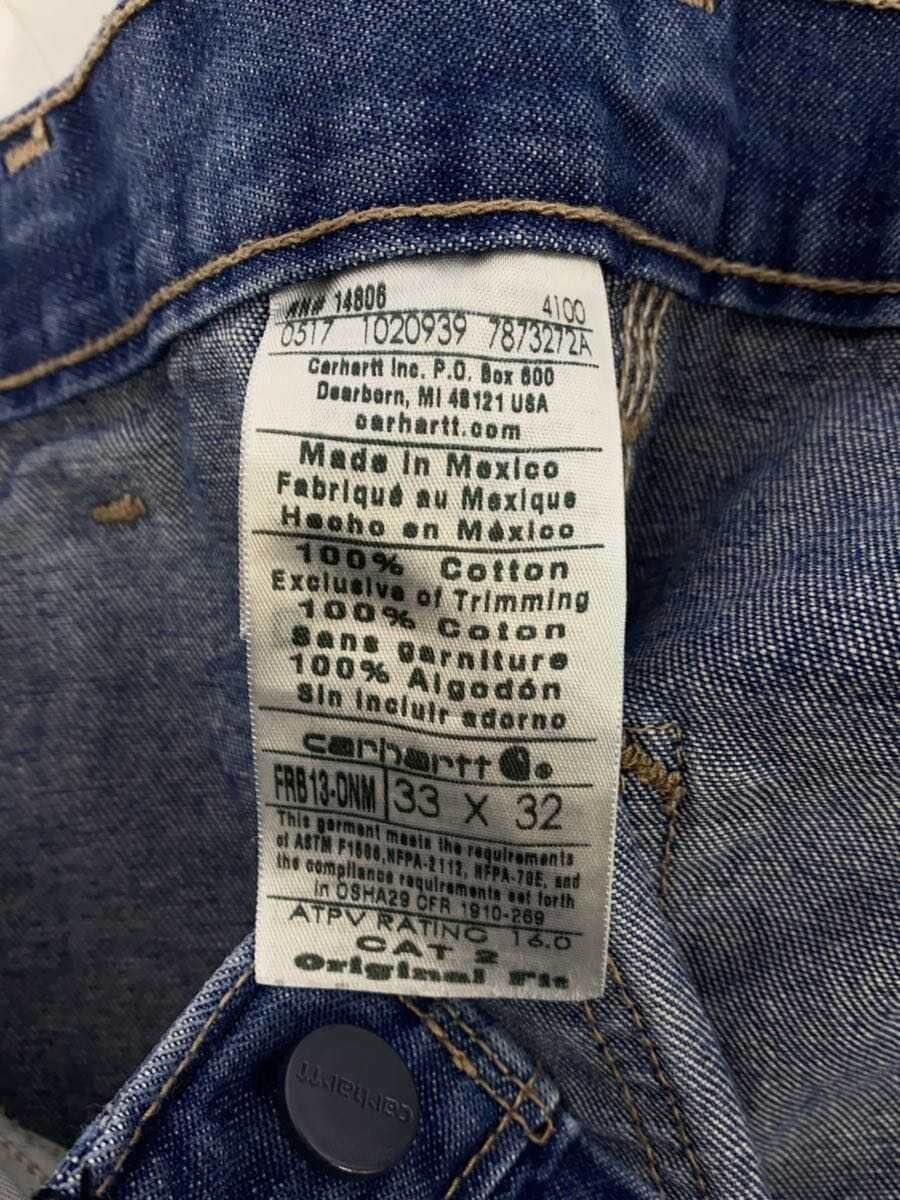 RN# 14806 4100
0517 1020939 7873272A
Carhartt Inc. P.O. Box 600
Dearborn, MI 48121 USA
carhartt.com
Made in Mexico
Fabriqué au Mexique
Hecho en México
100% Cotton
Exclusive of Trimming
100% Coton
Sans garniture
100% Algodón
Sin incluir adorno
carhartt
FRB13-DNM 33 X 32
This garment meets the requirements
of ASTM F1506, NFPA-2112, NFPA-70E, and
the compliance requirements set forth
in OSHA29 CFR 1910-269
ATPV RATING 16.0
CAT 2
Original Fit
carhartt